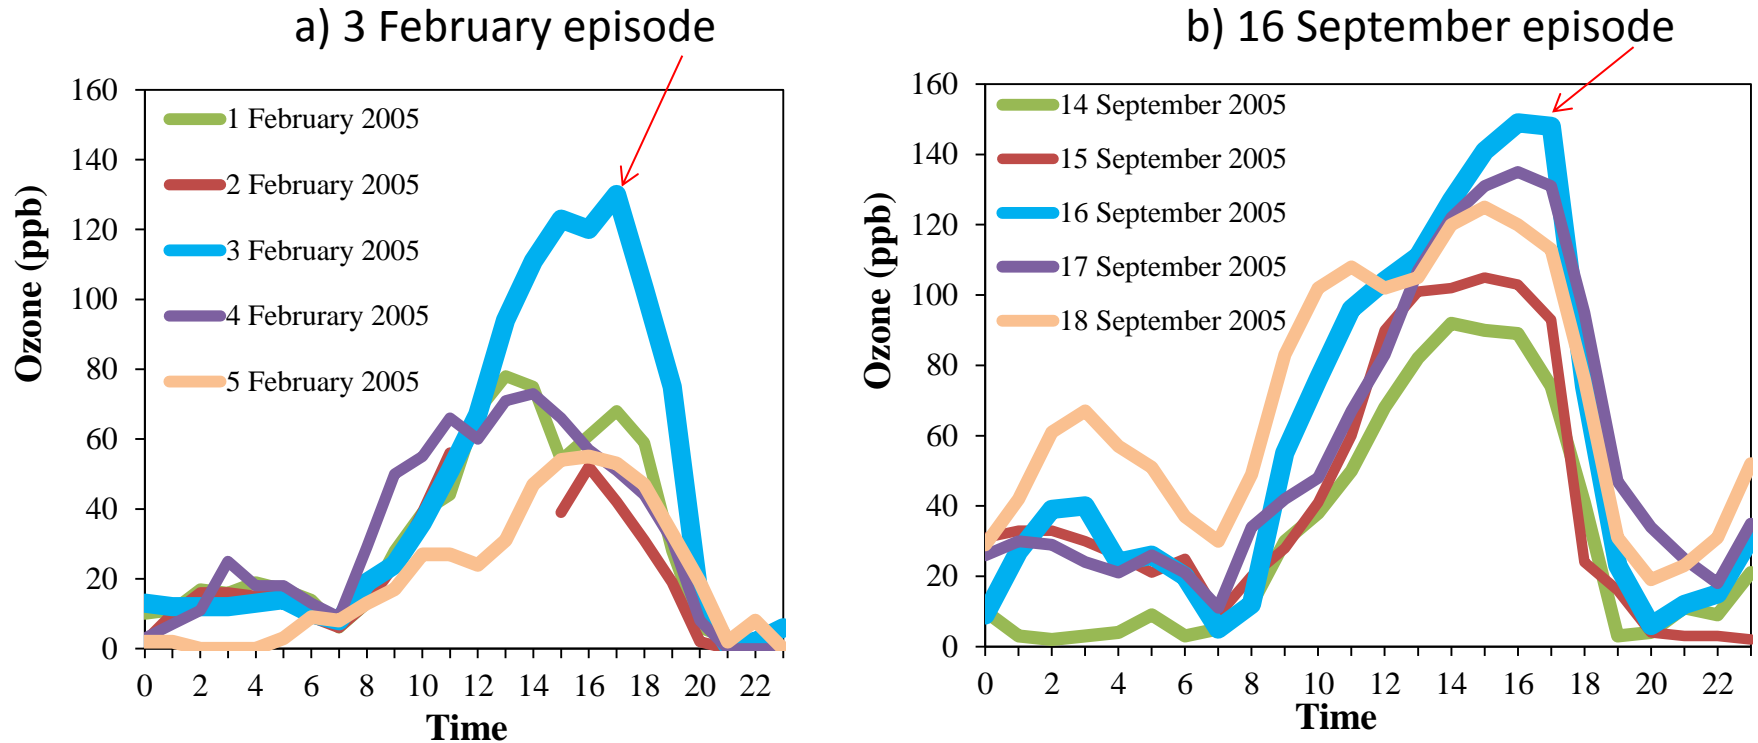 a) 3 February episode
160
140
120
100
80
60
40
20
0
Ozone (ppb)
1 February 2005
2 February 2005
3 February 2005
4 Februrary 2005
5 February 2005
0 2 4 6 8 10 12 14 16 18 20 22
Time
b) 16 September episode
160
140
120
100
80
60
40
20
0
Ozone (ppb)
14 September 2005
15 September 2005
16 September 2005
17 September 2005
18 September 2005
0 2 4 6 8 10 12 14 16 18 20 22
Time